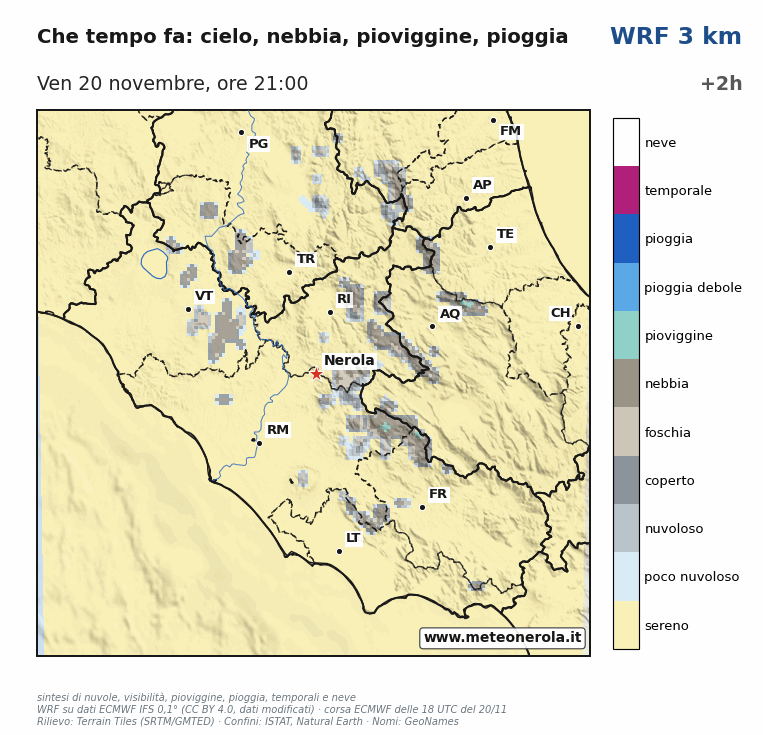 Che tempo fa: cielo, nebbia, pioviggine, pioggia
WRF 3 km
Ven 20 novembre, ore 21:00
+2h
FM
PG
AP
TE
TR
VT
RI
AQ
CH
Nerola
RM
FR
LT
www.meteonerola.it
neve
temporale
pioggia
pioggia debole
pioviggine
nebbia
foschia
coperto
nuvoloso
poco nuvoloso
sereno
sintesi di nuvole, visibilità, pioviggine, pioggia, temporali e neve
WRF su dati ECMWF IFS 0,1° (CC BY 4.0, dati modificati) · corsa ECMWF delle 18 UTC del 20/11
Rilievo: Terrain Tiles (SRTM/GMTED) · Confini: ISTAT, Natural Earth · Nomi: GeoNames